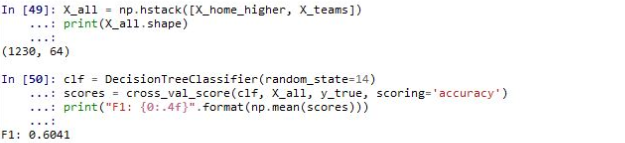 In [49]: X_all = np.hstack([X_home_higher, X_teams])
    ...: print(X_all.shape)
    ...:
(1230, 64)
In [50]: clf = DecisionTreeClassifier(random_state=14)
    ...: scores = cross_val_score(clf, X_all, y_true, scoring='accuracy')
    ...: print("F1: {0:.4f}".format(np.mean(scores)))
    ...:
F1: 0.6041